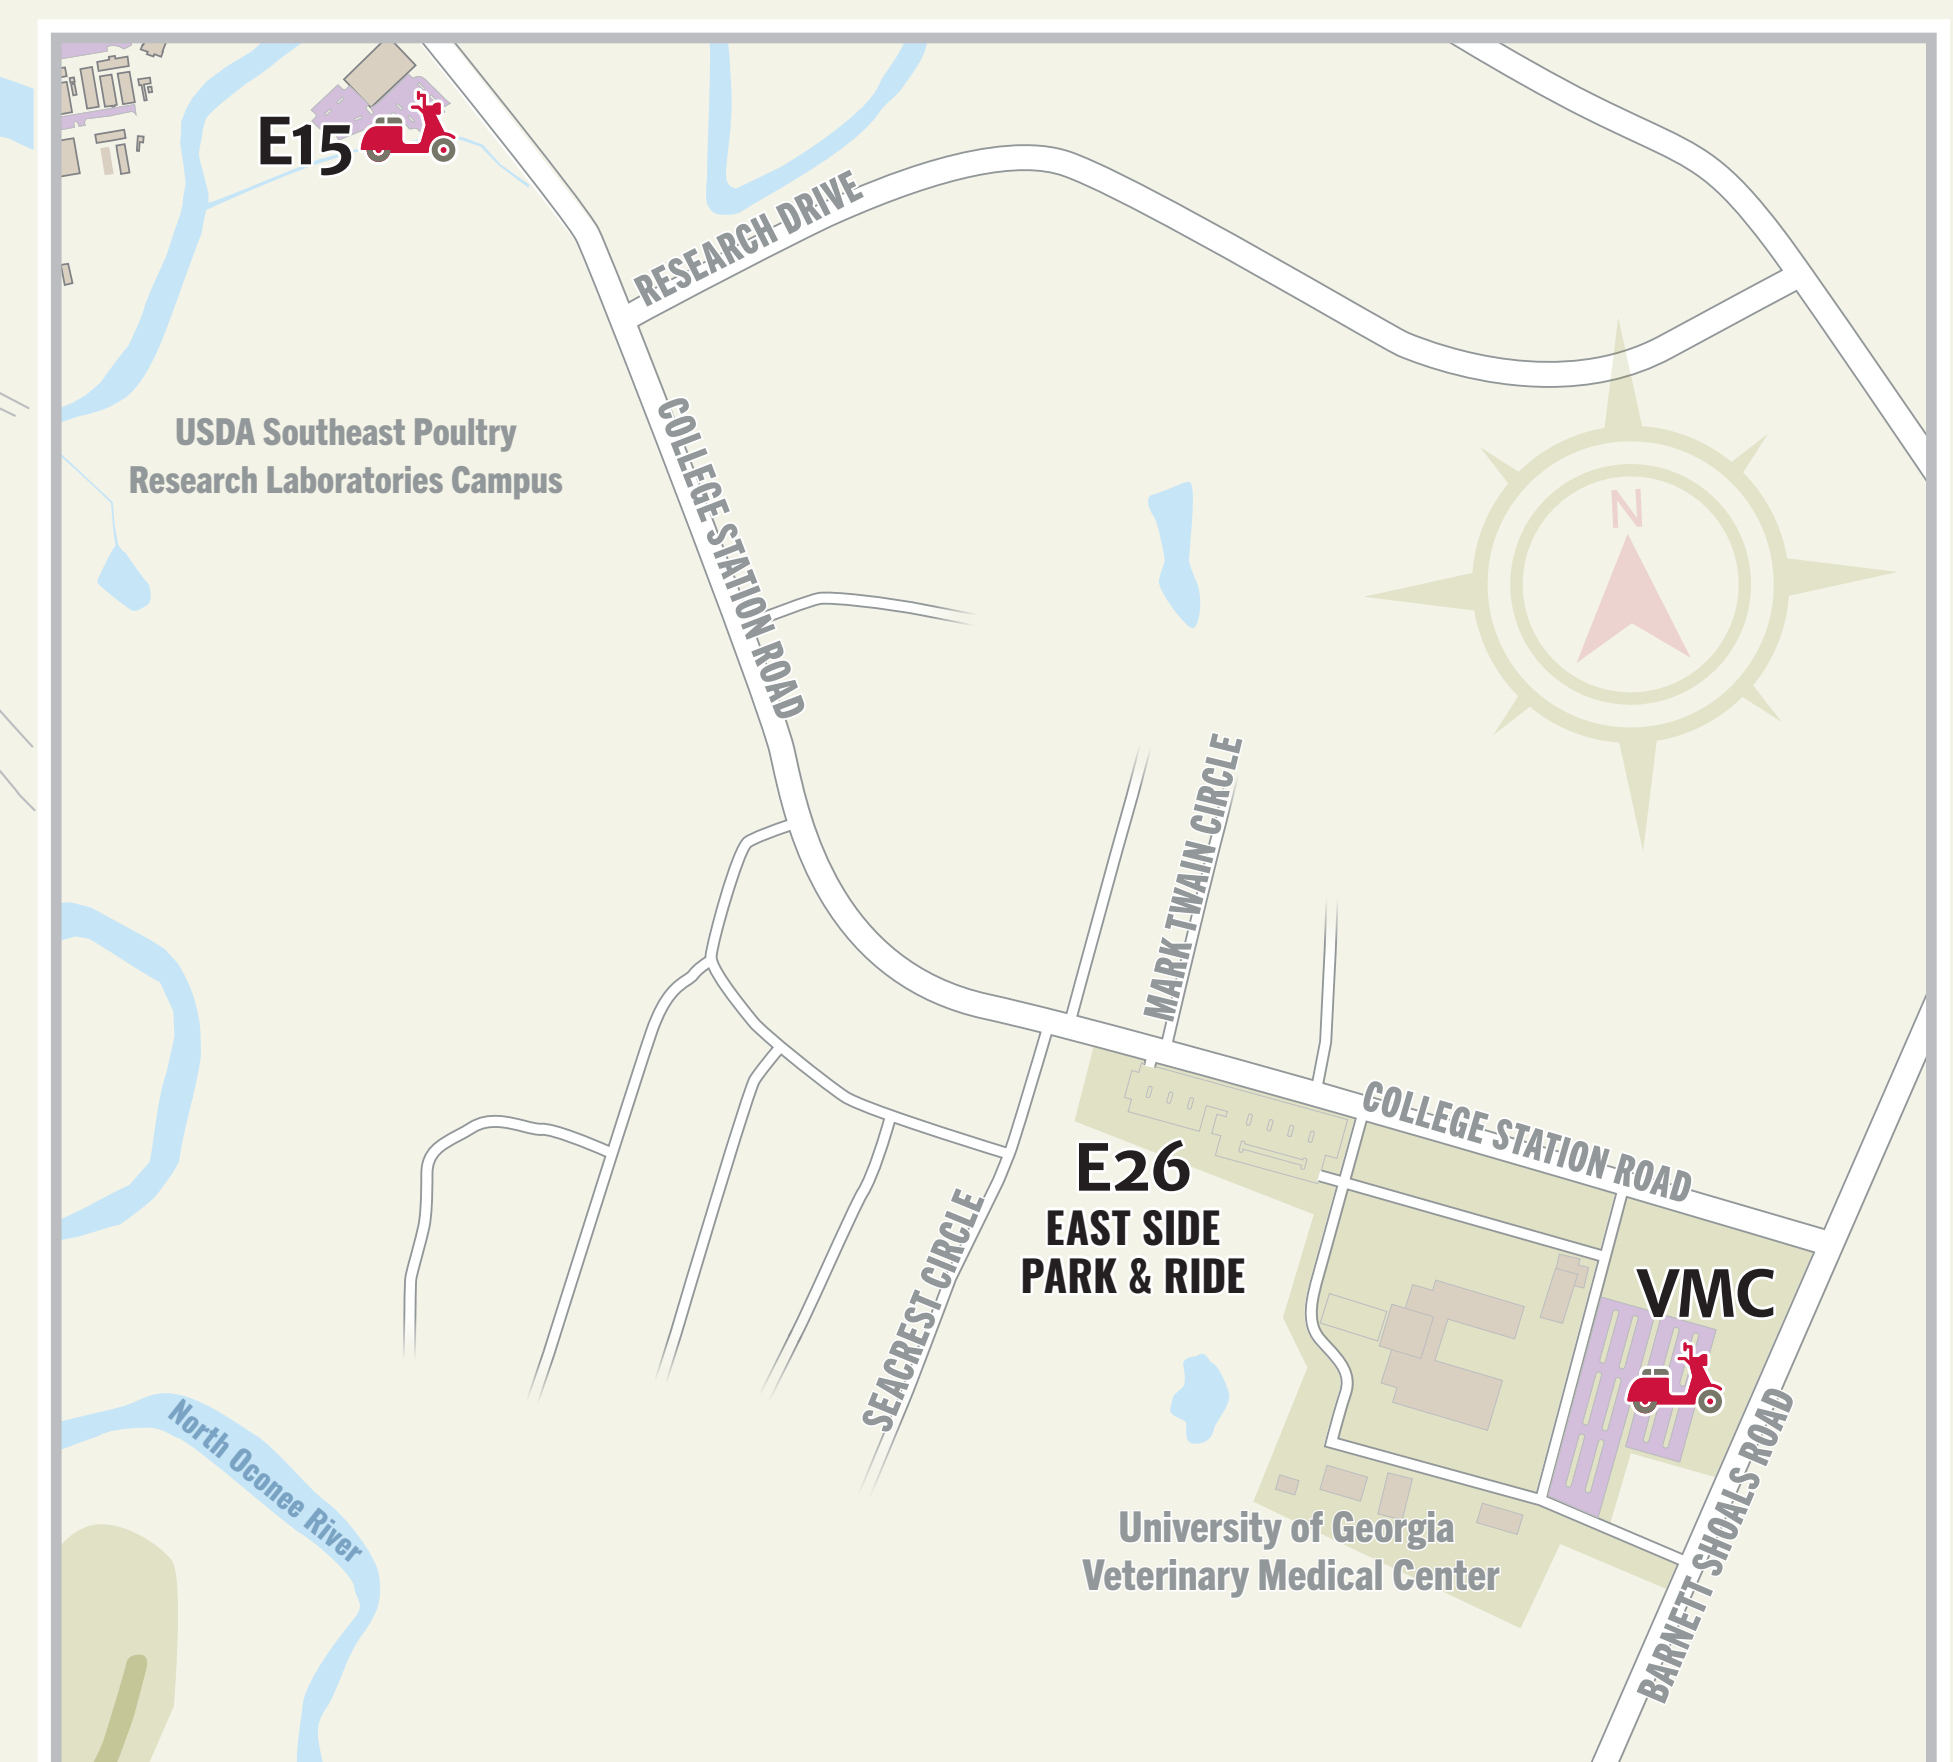 E15
RESEARCH DRIVE
USDA Southeast Poultry
Research Laboratories Campus
COLLEGE STATION ROAD
N
MARK TWAIN CIRCLE
COLLEGE STATION ROAD
E26
EAST SIDE
PARK & RIDE
SEACREST CIRCLE
VMC
North Oconee River
University of Georgia
Veterinary Medical Center
BARNETT SHOALS ROAD